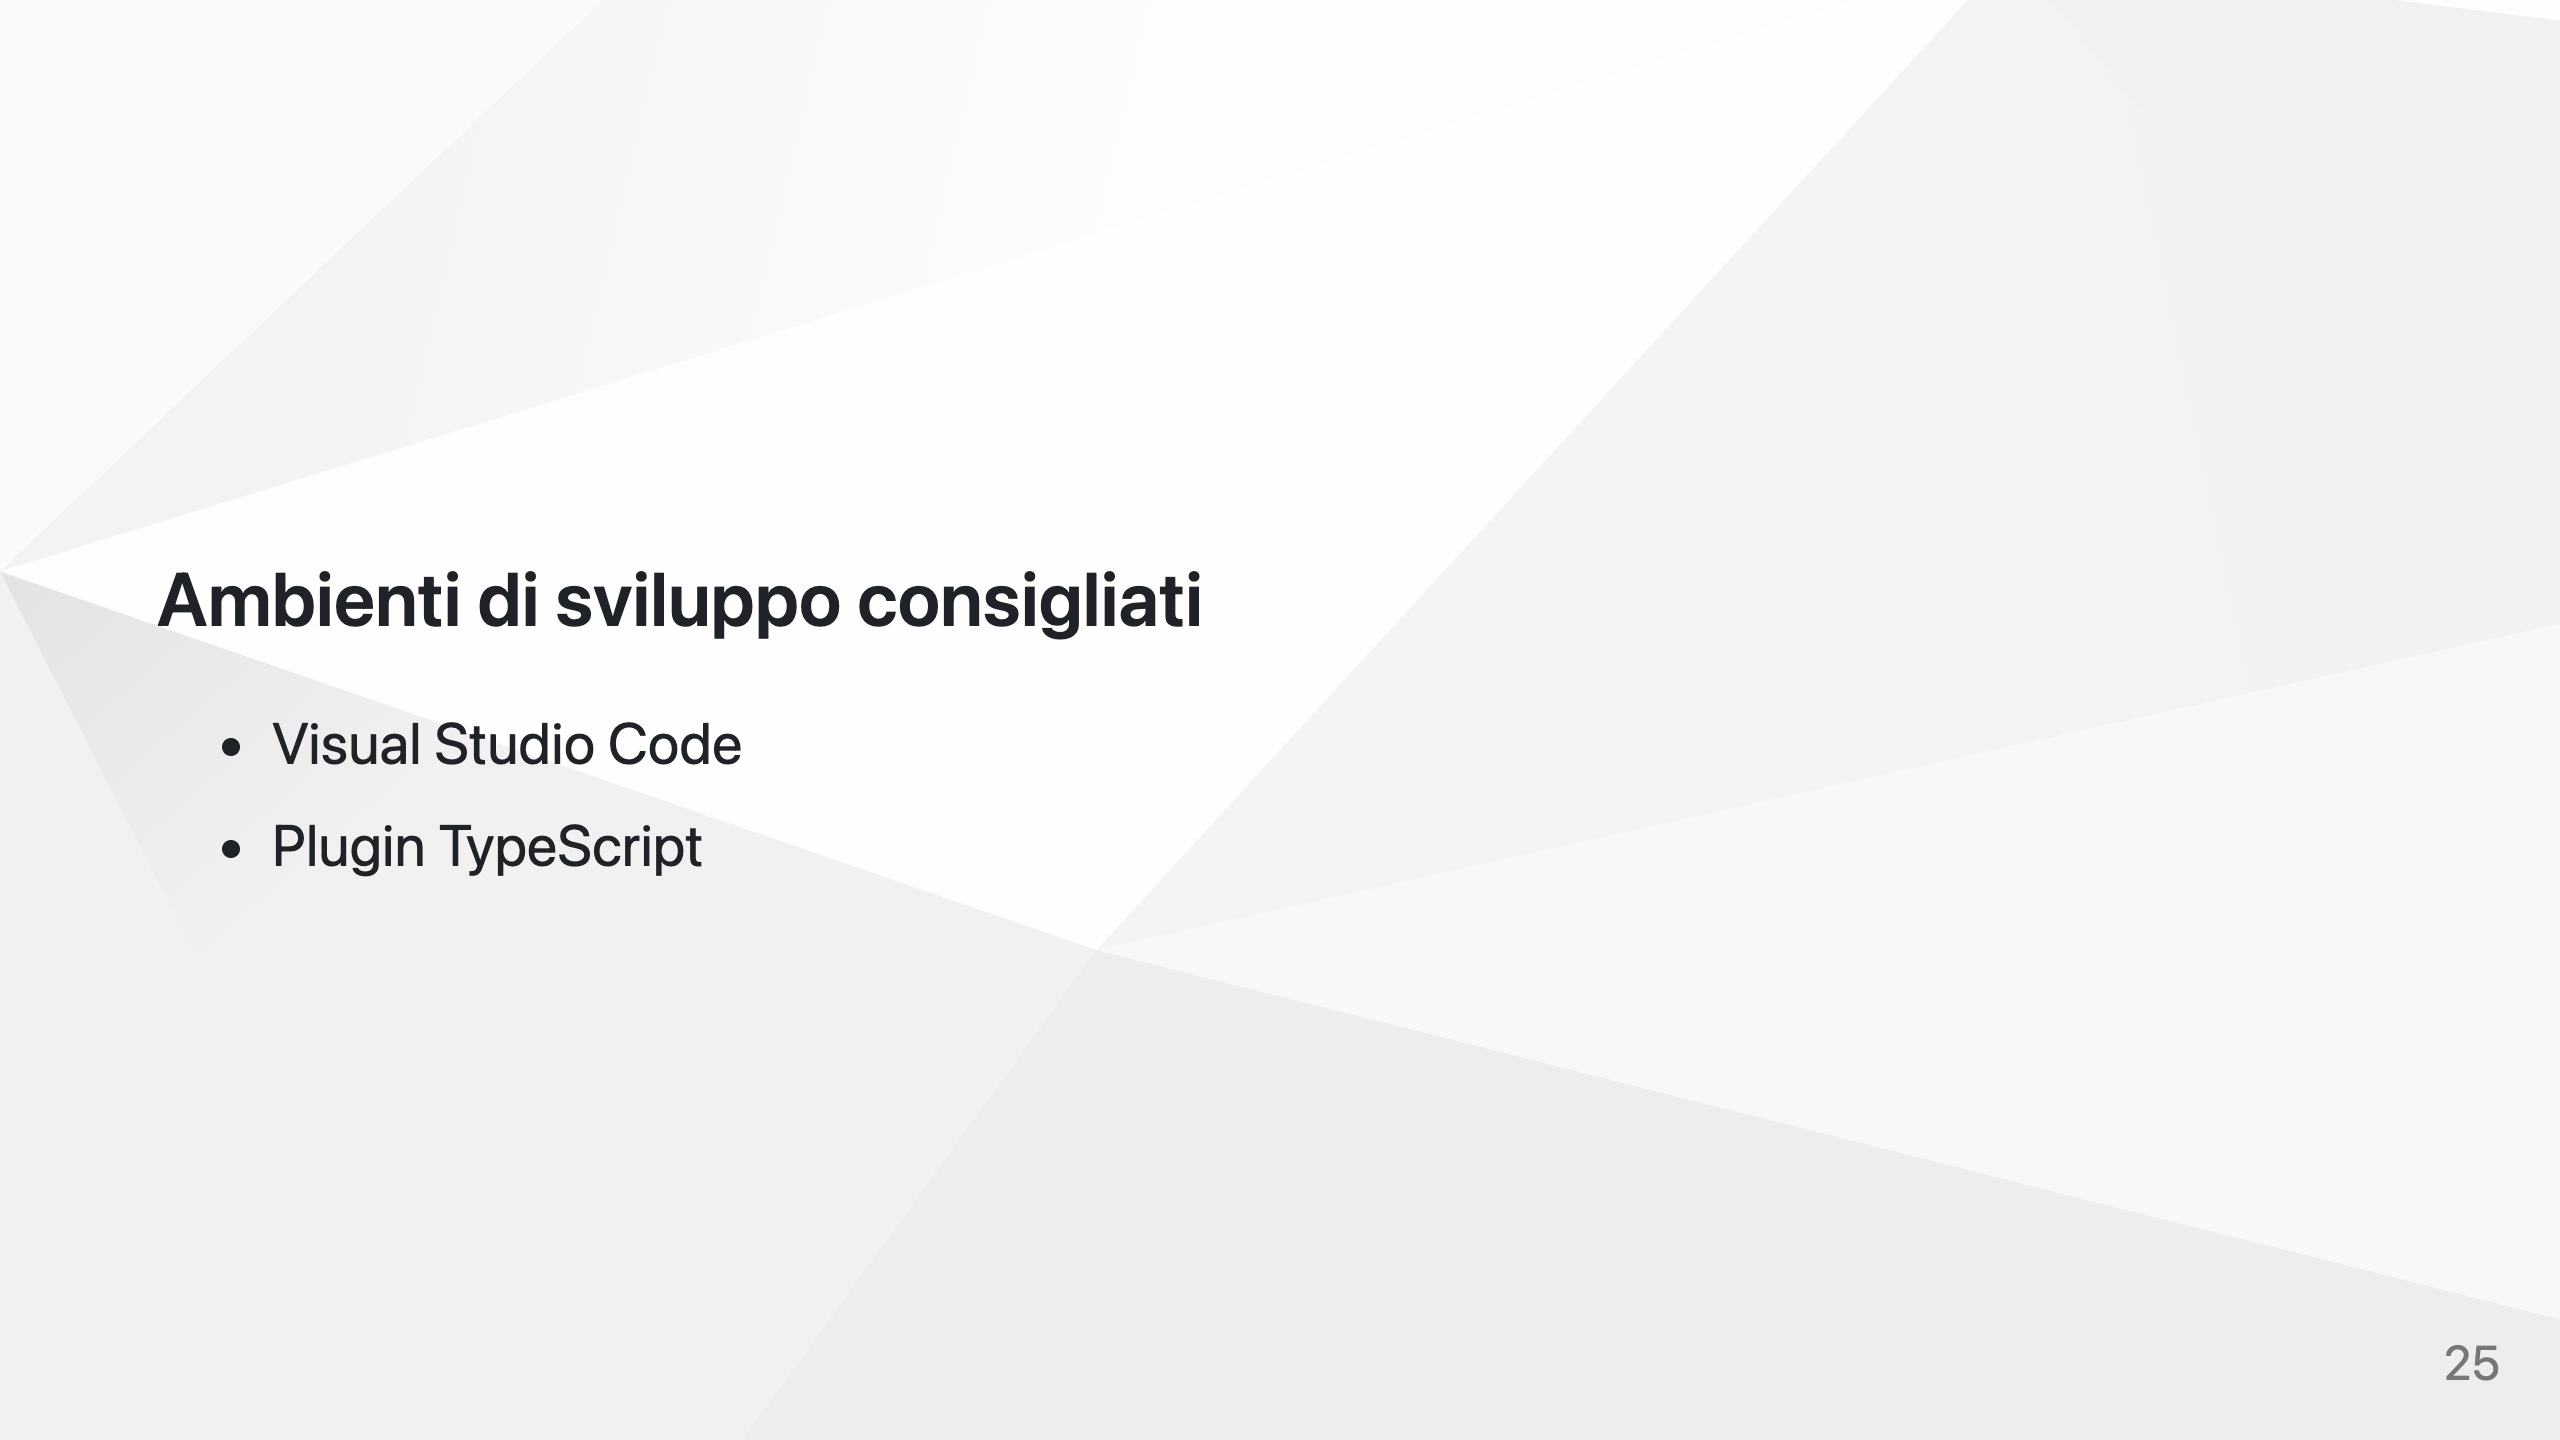 Ambienti di sviluppo consigliati
• Visual Studio Code
• Plugin TypeScript
25